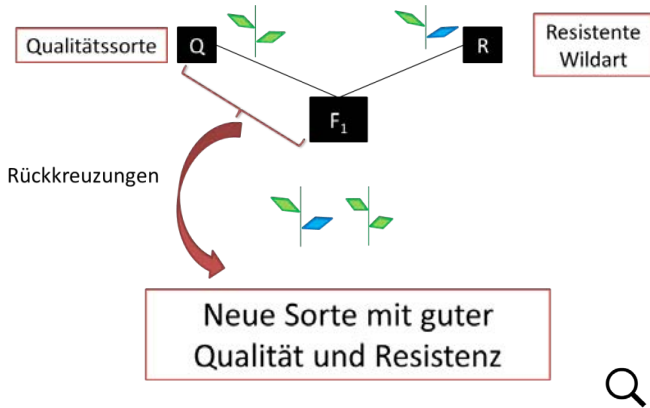 Qualitätssorte
Q
R
Resistente
Wildart
F₁
Rückkreuzungen
Neue Sorte mit guter
Qualität und Resistenz